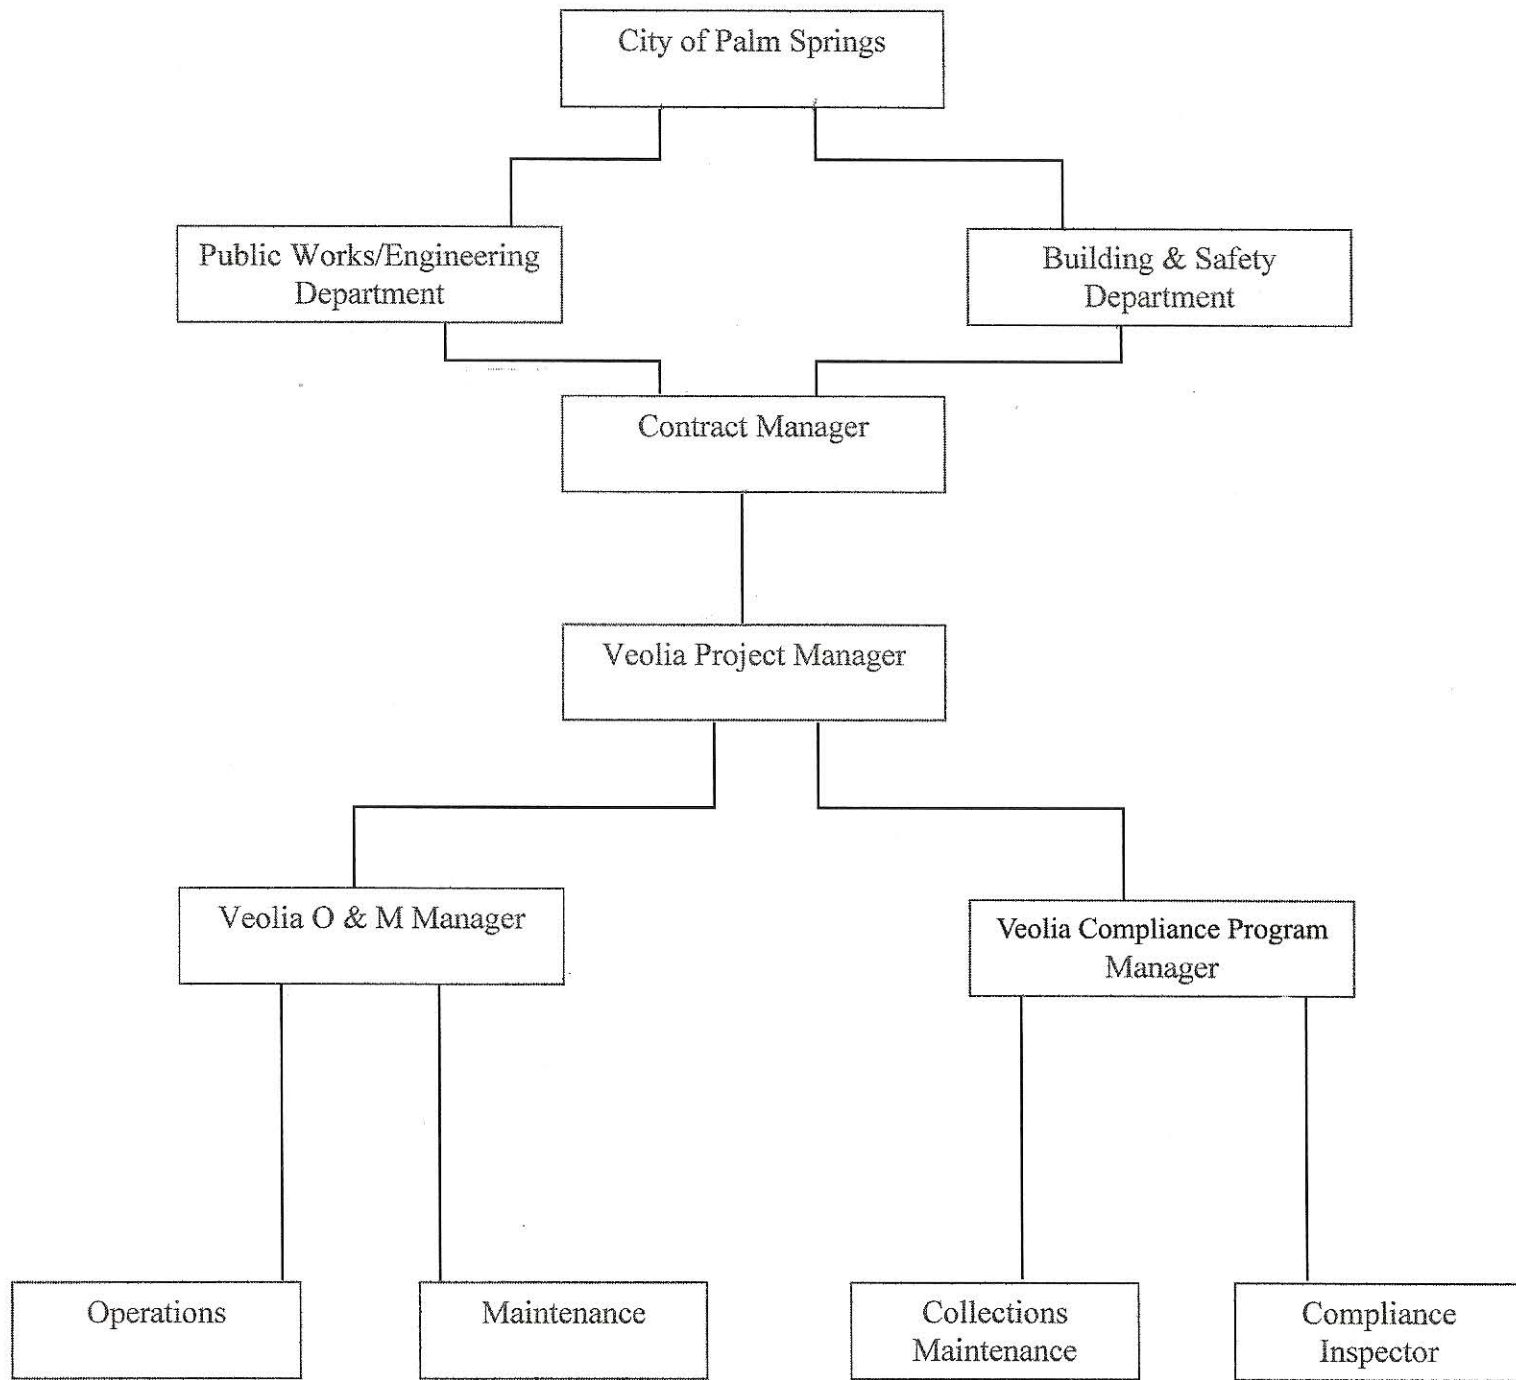 City of Palm Springs
Public Works/Engineering
Department
Building & Safety
Department
Contract Manager
Veolia Project Manager
Veolia O & M Manager
Veolia Compliance Program
Manager
Operations
Maintenance
Collections
Maintenance
Compliance
Inspector